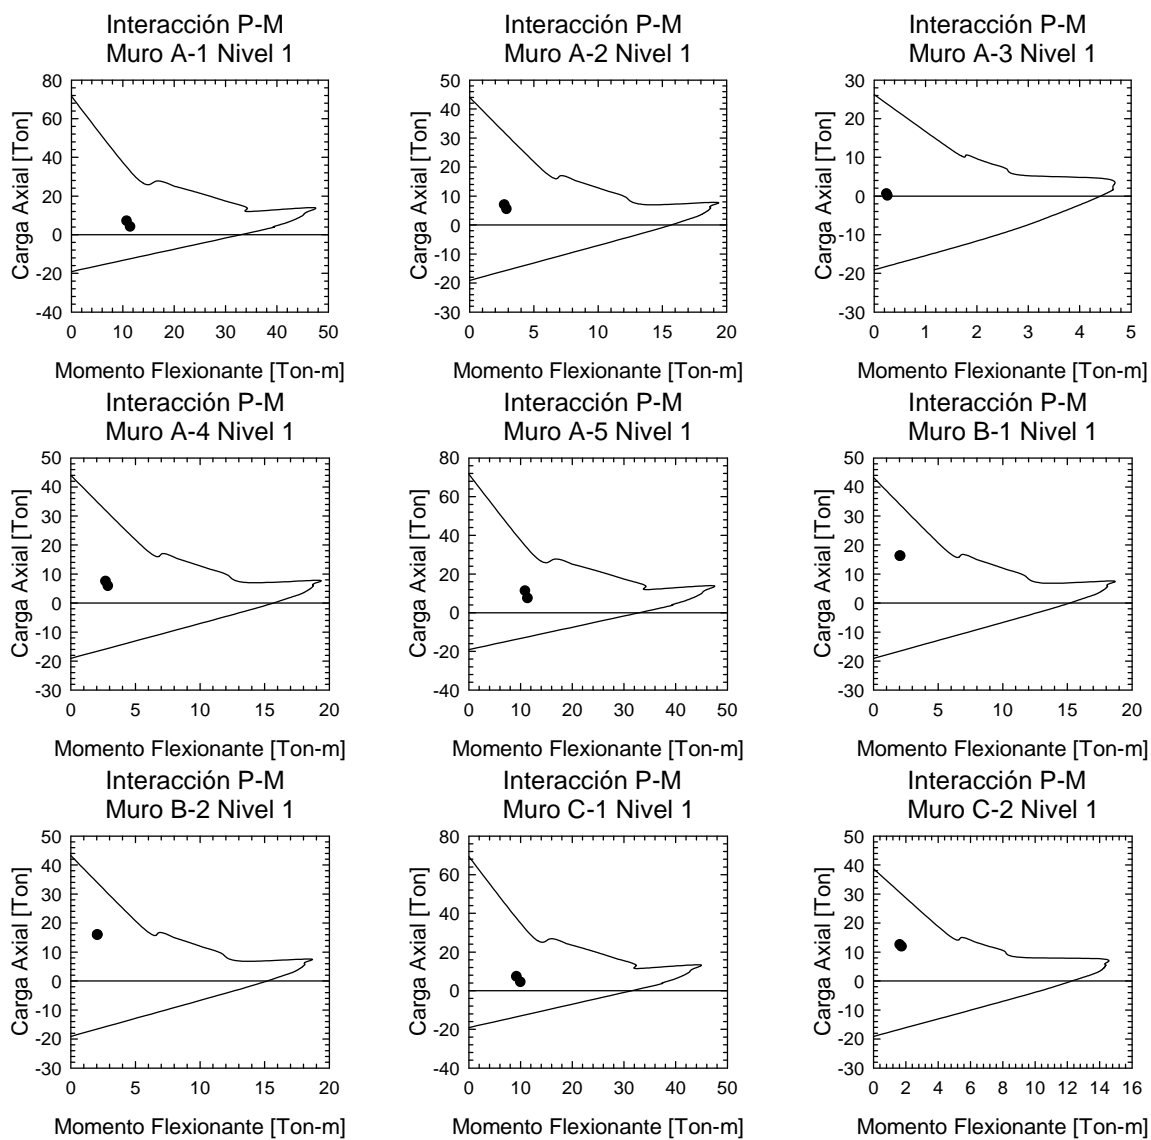 Interacción P-M
Muro A-1 Nivel 1
Carga Axial [Ton]
80
60
40
20
0
-20
-40
0 10 20 30 40 50
Momento Flexionante [Ton-m]
Interacción P-M
Muro A-2 Nivel 1
Carga Axial [Ton]
50
40
30
20
10
0
-10
-20
-30
0 5 10 15 20
Momento Flexionante [Ton-m]
Interacción P-M
Muro A-3 Nivel 1
Carga Axial [Ton]
30
20
10
0
-10
-20
-30
0 1 2 3 4 5
Momento Flexionante [Ton-m]
Interacción P-M
Muro A-4 Nivel 1
Carga Axial [Ton]
50
40
30
20
10
0
-10
-20
-30
0 5 10 15 20
Momento Flexionante [Ton-m]
Interacción P-M
Muro A-5 Nivel 1
Carga Axial [Ton]
80
60
40
20
0
-20
-40
0 10 20 30 40 50
Momento Flexionante [Ton-m]
Interacción P-M
Muro B-1 Nivel 1
Carga Axial [Ton]
50
40
30
20
10
0
-10
-20
-30
0 5 10 15 20
Momento Flexionante [Ton-m]
Interacción P-M
Muro B-2 Nivel 1
Carga Axial [Ton]
50
40
30
20
10
0
-10
-20
-30
0 5 10 15 20
Momento Flexionante [Ton-m]
Interacción P-M
Muro C-1 Nivel 1
Carga Axial [Ton]
80
60
40
20
0
-20
-40
0 10 20 30 40 50
Momento Flexionante [Ton-m]
Interacción P-M
Muro C-2 Nivel 1
Carga Axial [Ton]
50
40
30
20
10
0
-10
-20
-30
0 2 4 6 8 10 12 14 16
Momento Flexionante [Ton-m]